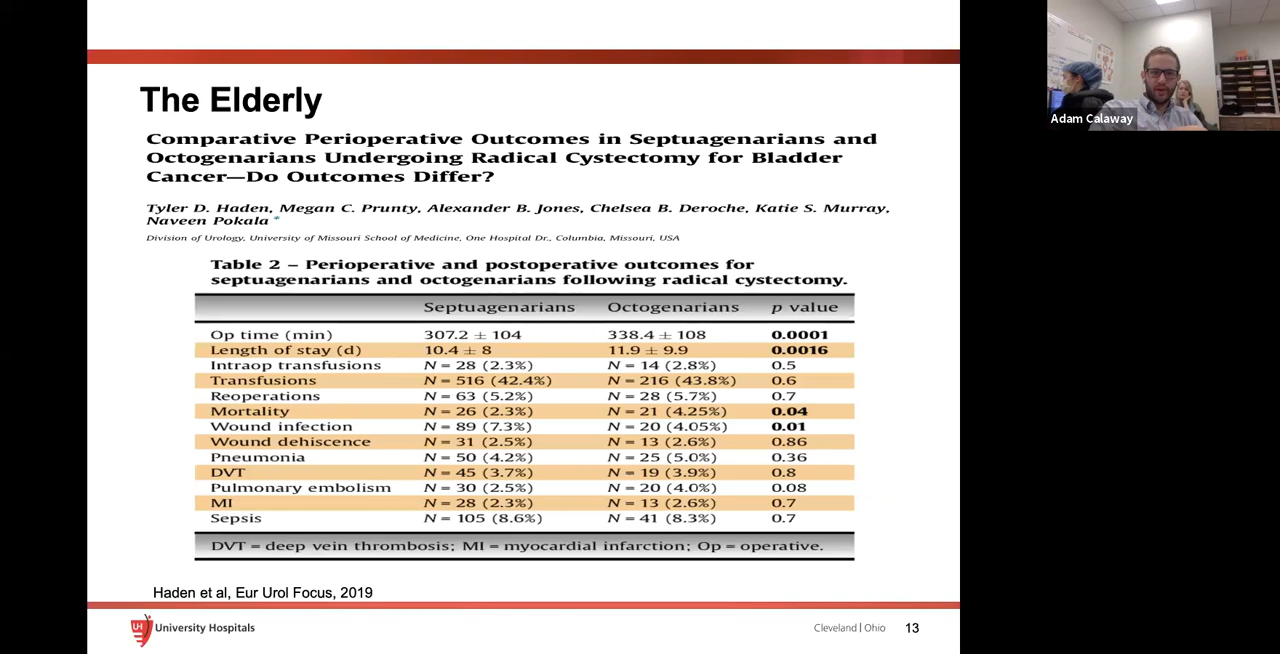 The Elderly
Comparative Perioperative Outcomes in Septuagenarians and
Octogenarians Undergoing Radical Cystectomy for Bladder
Cancer—Do Outcomes Differ?
Tyler D. Haden, Megan C. Prunty, Alexander B. Jones, Chelsea B. Deroche, Katie S. Murray,
Naveen Pokala *
Division of Urology, University of Missouri School of Medicine, One Hospital Dr., Columbia, Missouri, USA
Table 2 – Perioperative and postoperative outcomes for
septuagenarians and octogenarians following radical cystectomy.
Septuagenarians Octogenarians p value
Op time (min) 307.2 ± 104 338.4 ± 108 0.0001
Length of stay (d) 10.4 ± 8 11.9 ± 9.9 0.0016
Intraop transfusions N = 28 (2.3%) N = 14 (2.8%) 0.5
Transfusions N = 516 (42.4%) N = 216 (43.8%) 0.6
Reoperations N = 63 (5.2%) N = 28 (5.7%) 0.7
Mortality N = 26 (2.3%) N = 21 (4.25%) 0.04
Wound infection N = 89 (7.3%) N = 20 (4.05%) 0.01
Wound dehiscence N = 31 (2.5%) N = 13 (2.6%) 0.86
Pneumonia N = 50 (4.2%) N = 25 (5.0%) 0.36
DVT N = 45 (3.7%) N = 19 (3.9%) 0.8
Pulmonary embolism N = 30 (2.5%) N = 20 (4.0%) 0.08
MI N = 28 (2.3%) N = 13 (2.6%) 0.7
Sepsis N = 105 (8.6%) N = 41 (8.3%) 0.7
DVT = deep vein thrombosis; MI = myocardial infarction; Op = operative.
Haden et al, Eur Urol Focus, 2019
UH University Hospitals
Cleveland | Ohio 13
Adam Calaway